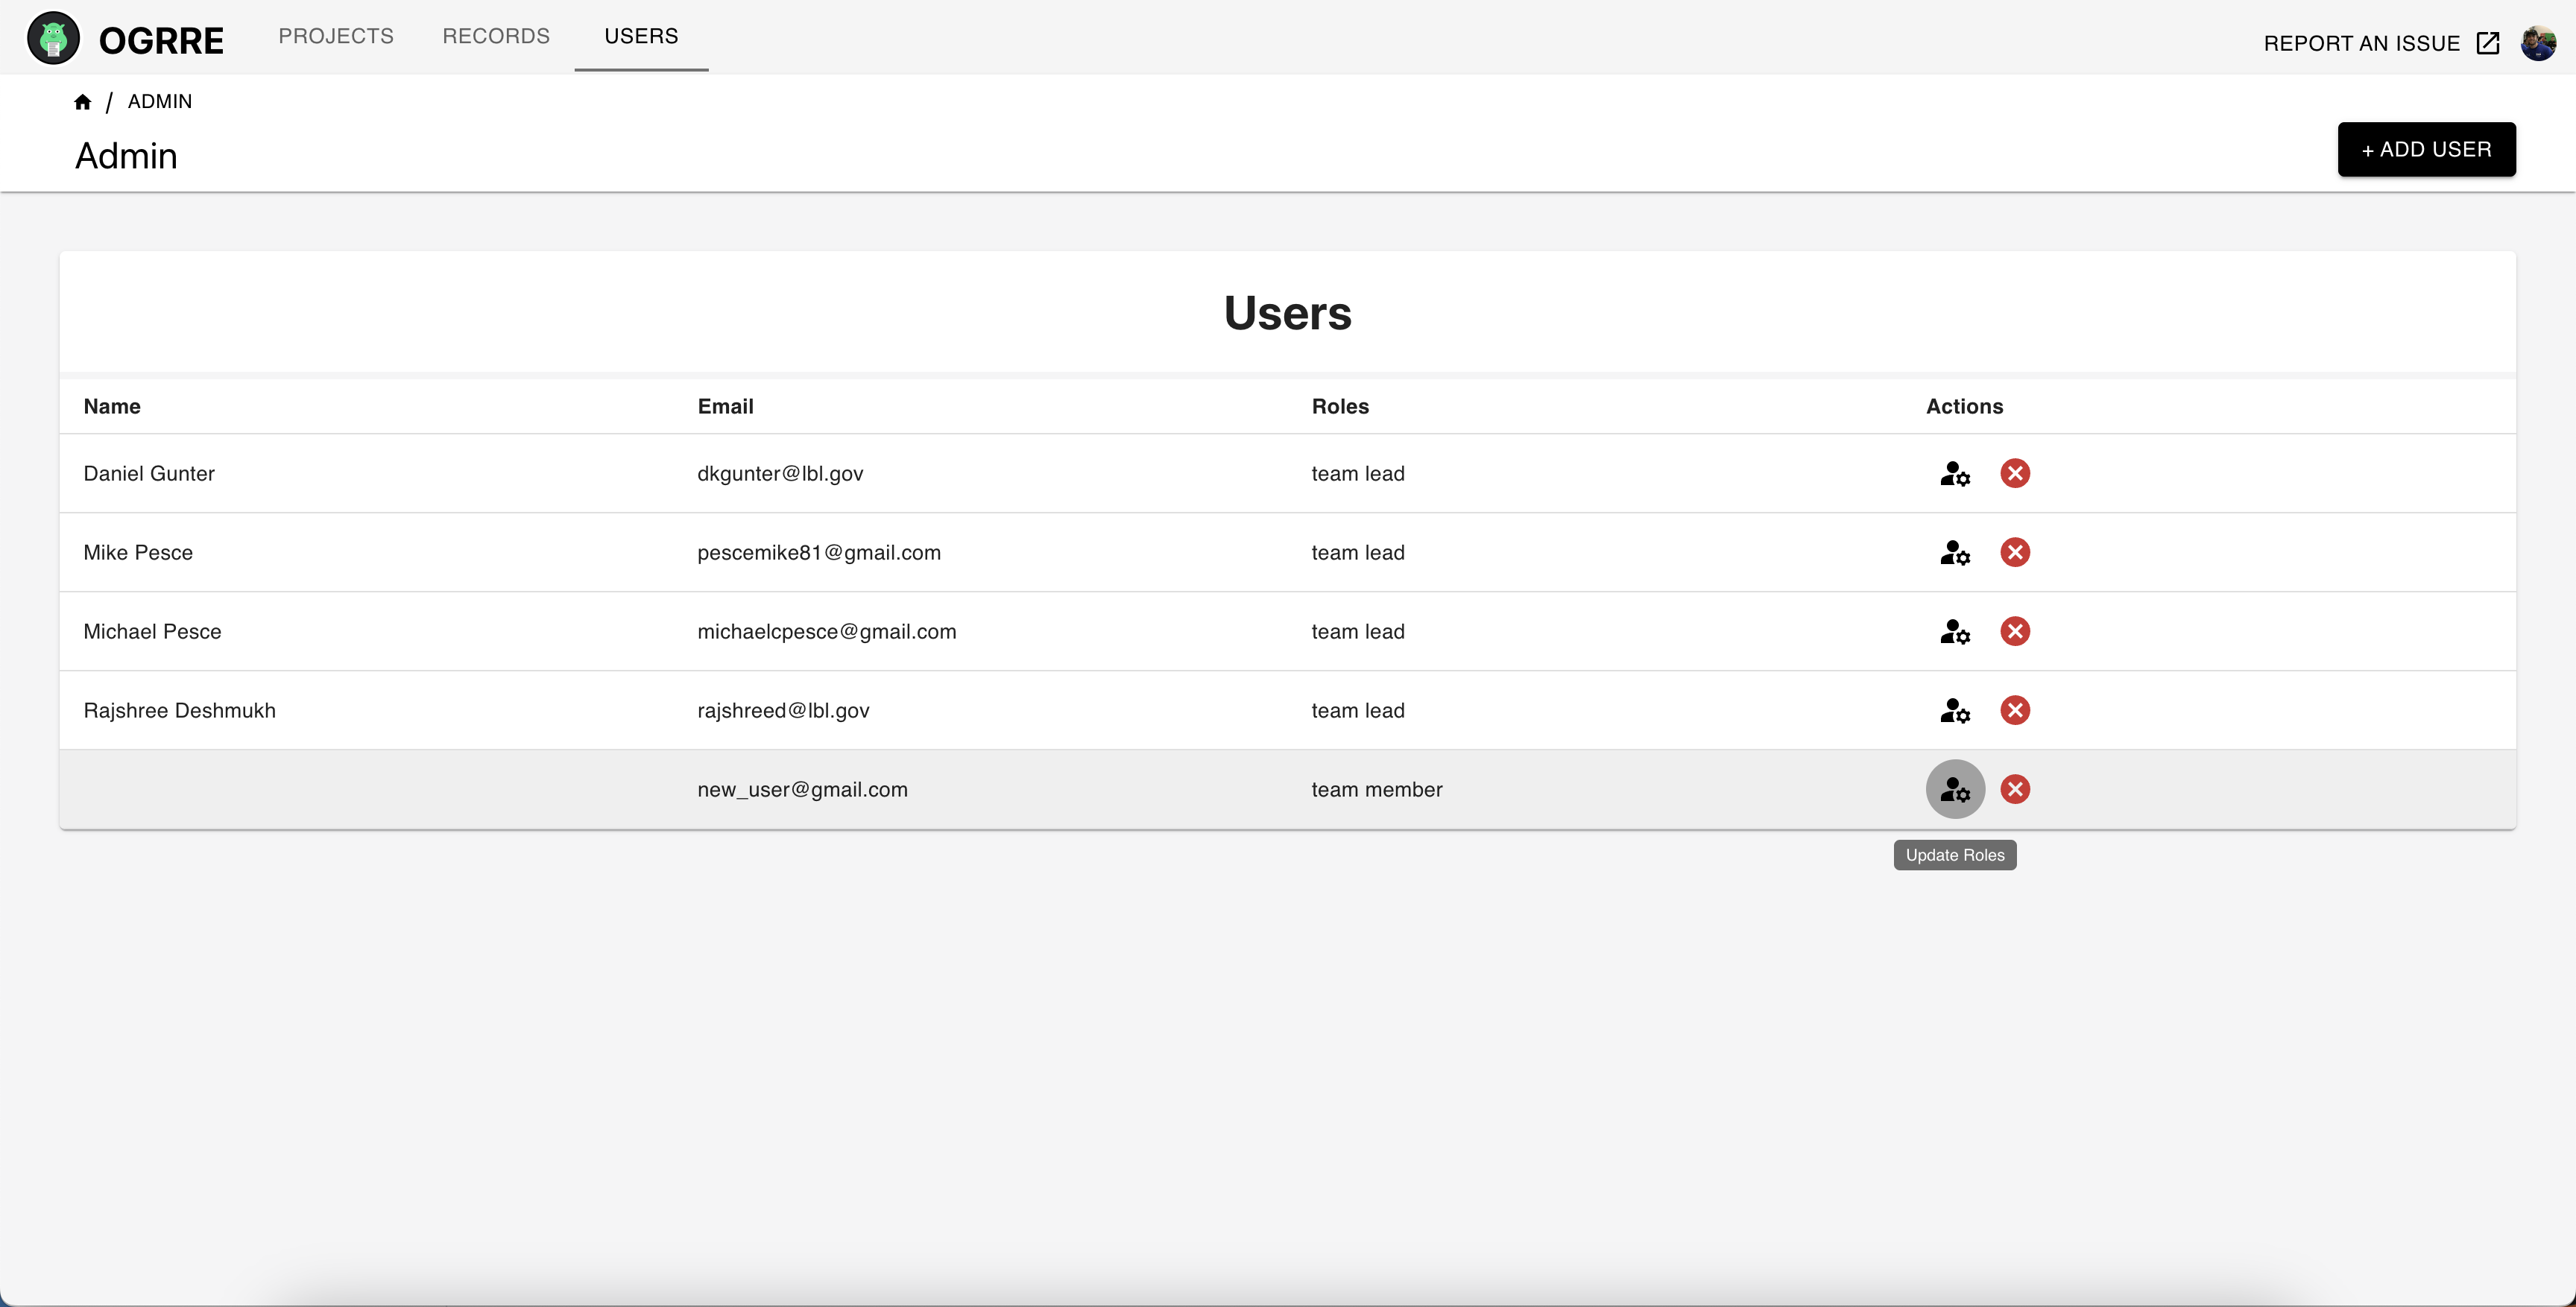 OGRRE PROJECTS RECORDS USERS REPORT AN ISSUE
/ ADMIN
Admin
+ ADD USER
Users
Name Email Roles Actions
Daniel Gunter dkgunter@lbl.gov team lead
Mike Pesce pescemike81@gmail.com team lead
Michael Pesce michaelcpesce@gmail.com team lead
Rajshree Deshmukh rajshreed@lbl.gov team lead
new_user@gmail.com team member
Update Roles